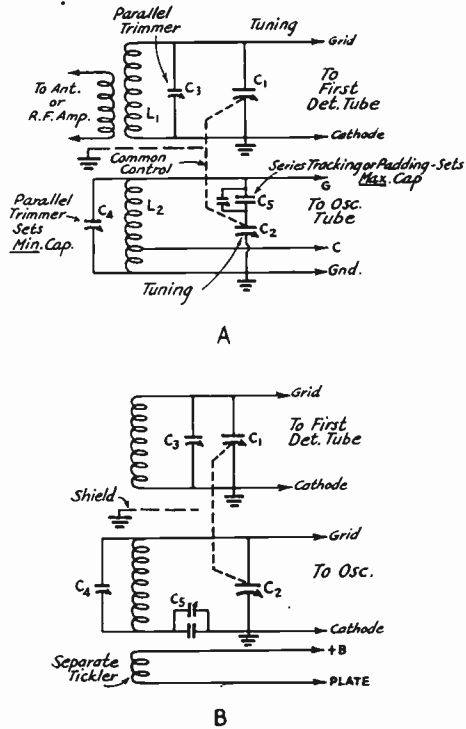 Parallel
Trimmer
Tuning
Grid
To Ant.
or
R.F. Amp.
L1
C3
C1
To
First
Det. Tube
Cathode
Common
Control
Series Tracking or Padding-Sets
Max. Cap
G
Parallel
Trimmer
Sets
Min. Cap.
C4
L2
C5
To Osc.
Tube
C2
C
Gnd.
Tuning
A
Grid
C3
C1
To First
Det. Tube
Cathode
Shield
Grid
C4
C5
C2
To Osc.
Cathode
Separate
Tickler
+B
PLATE
B